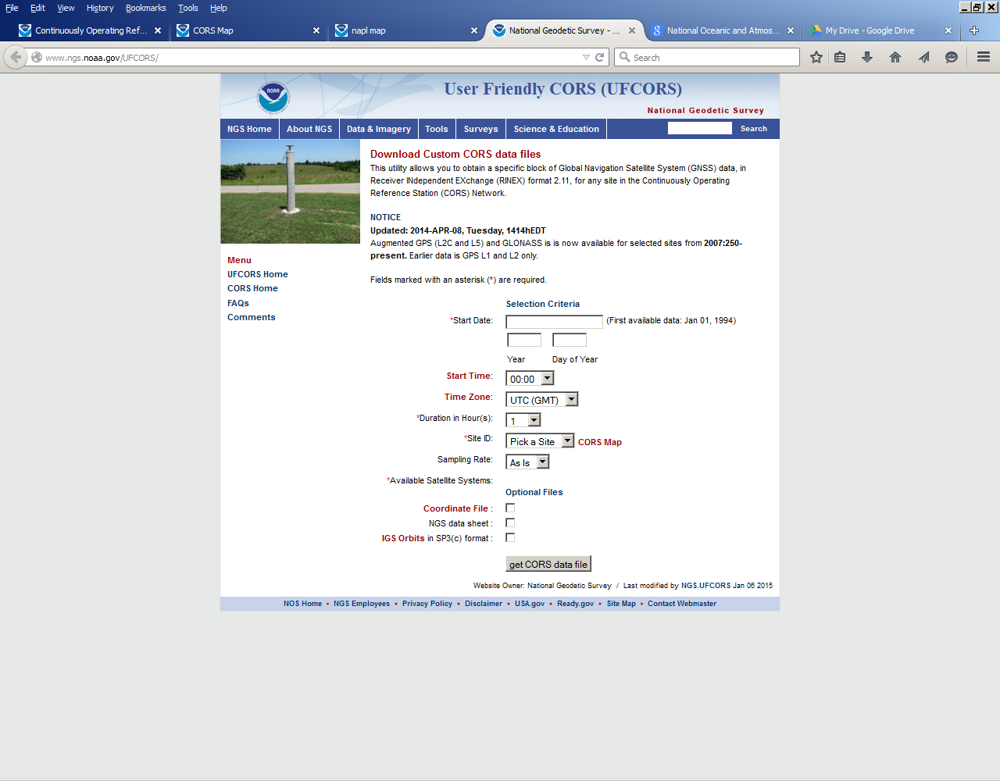 File Edit View History Bookmarks Tools Help
Continuously Operating Ref... CORS Map napl map National Geodetic Survey - ... National Oceanic and Atmos... My Drive - Google Drive
www.ngs.noaa.gov/UFCORS/ Search
NOAA
User Friendly CORS (UFCORS)
National Geodetic Survey
NGS Home About NGS Data & Imagery Tools Surveys Science & Education Search
Download Custom CORS data files
This utility allows you to obtain a specific block of Global Navigation Satellite System (GNSS) data, in
Receiver INdependent EXchange (RINEX) format 2.11, for any site in the Continuously Operating
Reference Station (CORS) Network.
NOTICE
Updated: 2014-APR-08, Tuesday, 1414hEDT
Augmented GPS (L2C and L5) and GLONASS is is now available for selected sites from 2007:250-
present. Earlier data is GPS L1 and L2 only.
Fields marked with an asterisk (*) are required.
Menu
UFCORS Home
CORS Home
FAQs
Comments
Selection Criteria
*Start Date: (First available data: Jan 01, 1994)
Year Day of Year
Start Time: 00:00
Time Zone: UTC (GMT)
*Duration in Hour(s): 1
*Site ID: Pick a Site CORS Map
Sampling Rate: As Is
*Available Satellite Systems:
Optional Files
Coordinate File :
NGS data sheet :
IGS Orbits in SP3(c) format :
get CORS data file
Website Owner: National Geodetic Survey / Last modified by NGS.UFCORS Jan 06 2015
NOS Home • NGS Employees • Privacy Policy • Disclaimer • USA.gov • Ready.gov • Site Map • Contact Webmaster